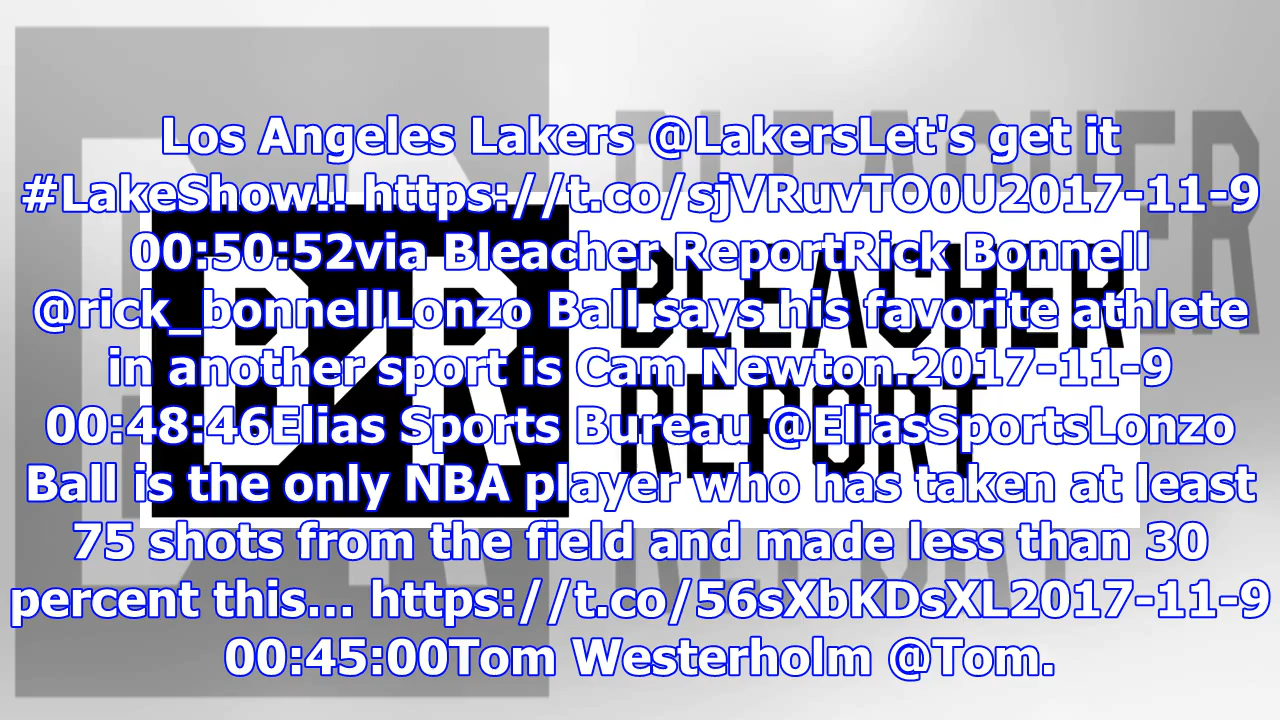 Los Angeles Lakers @LakersLet's get it
#LakeShow!! https://t.co/sjVRuvTO0U2017-11-9
00:50:52via Bleacher ReportRick Bonnell
@rick_bonnellLonzo Ball says his favorite athlete
in another sport is Cam Newton.2017-11-9
00:48:46Elias Sports Bureau @EliasSportsLonzo
Ball is the only NBA player who has taken at least
75 shots from the field and made less than 30
percent this... https://t.co/56sXbKDsXL2017-11-9
00:45:00Tom Westerholm @Tom.
B/R
BLEACHER
REPORT